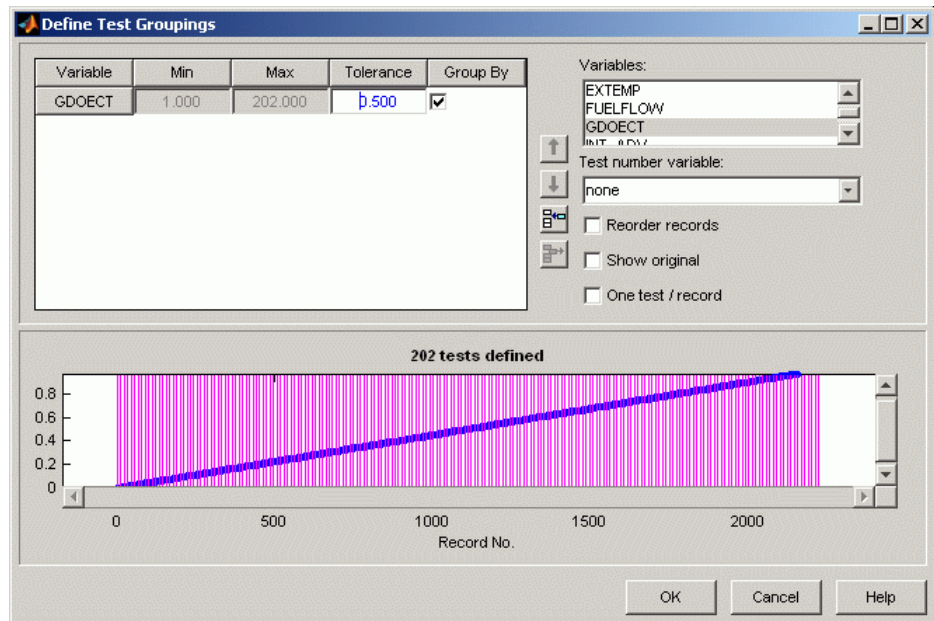 Define Test Groupings
Variable Min Max Tolerance Group By
GDOECT 1.000 202.000 0.500
Variables:
EXTEMP
FUELFLOW
GDOECT
Test number variable:
none
Reorder records
Show original
One test / record
202 tests defined
0.8
0.6
0.4
0.2
0
0 500 1000 1500 2000
Record No.
OK Cancel Help